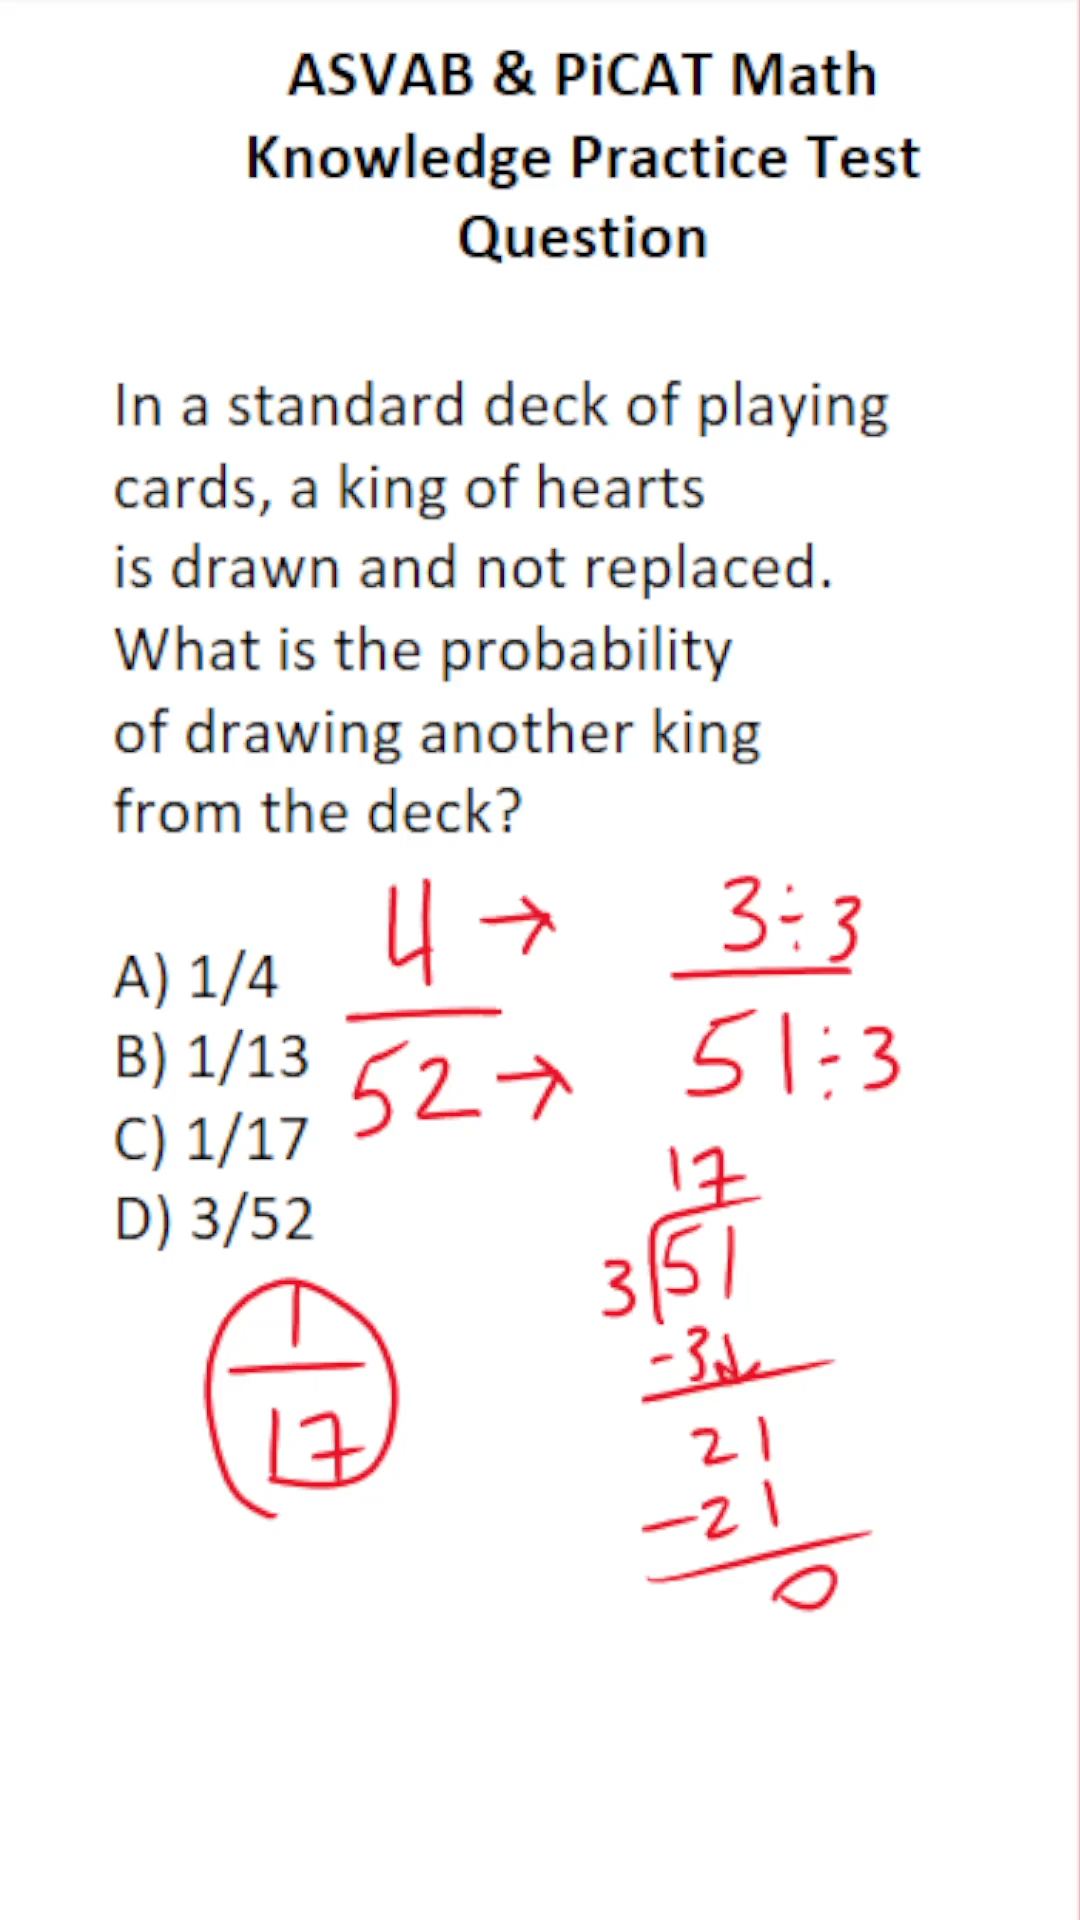 ASVAB & PiCAT Math
Knowledge Practice Test
Question
In a standard deck of playing
cards, a king of hearts
is drawn and not replaced.
What is the probability
of drawing another king
from the deck?
A) 1/4
B) 1/13
C) 1/17
D) 3/52
4 → 3÷3
52 → 51÷3
17
3 51
-3↓
21
-21
0
1
17